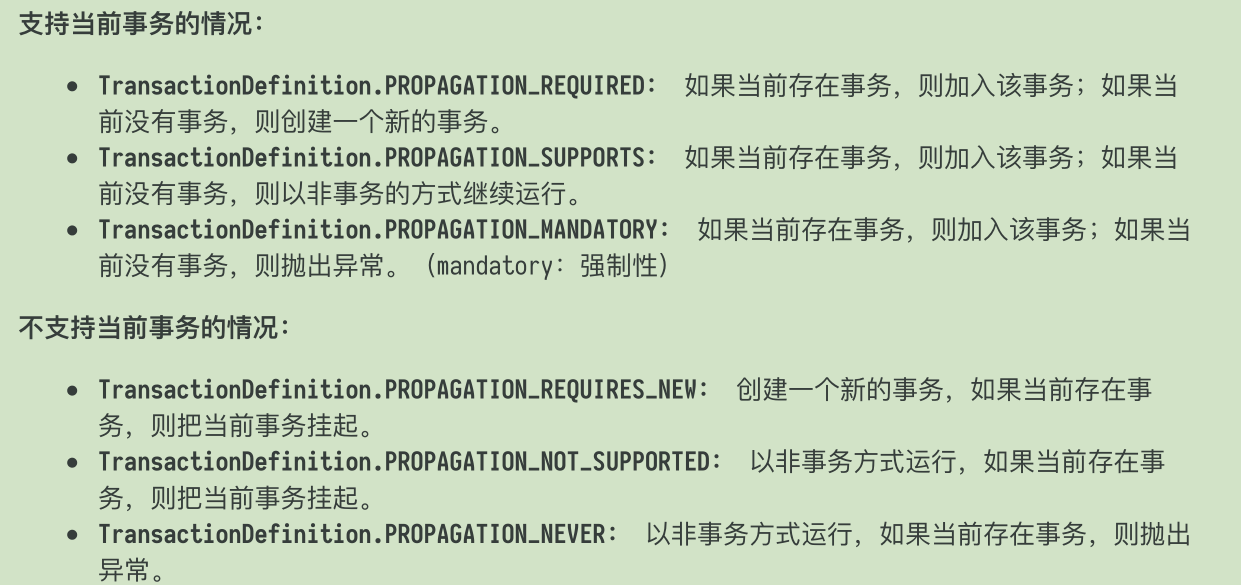 支持当前事务的情况：
● TransactionDefinition.PROPAGATION_REQUIRED： 如果当前存在事务，则加入该事务；如果当
前没有事务，则创建一个新的事务。
● TransactionDefinition.PROPAGATION_SUPPORTS： 如果当前存在事务，则加入该事务；如果当
前没有事务，则以非事务的方式继续运行。
● TransactionDefinition.PROPAGATION_MANDATORY： 如果当前存在事务，则加入该事务；如果当
前没有事务，则抛出异常。（mandatory：强制性）
不支持当前事务的情况：
● TransactionDefinition.PROPAGATION_REQUIRES_NEW： 创建一个新的事务，如果当前存在事
务，则把当前事务挂起。
● TransactionDefinition.PROPAGATION_NOT_SUPPORTED： 以非事务方式运行，如果当前存在事
务，则把当前事务挂起。
● TransactionDefinition.PROPAGATION_NEVER： 以非事务方式运行，如果当前存在事务，则抛出
异常。